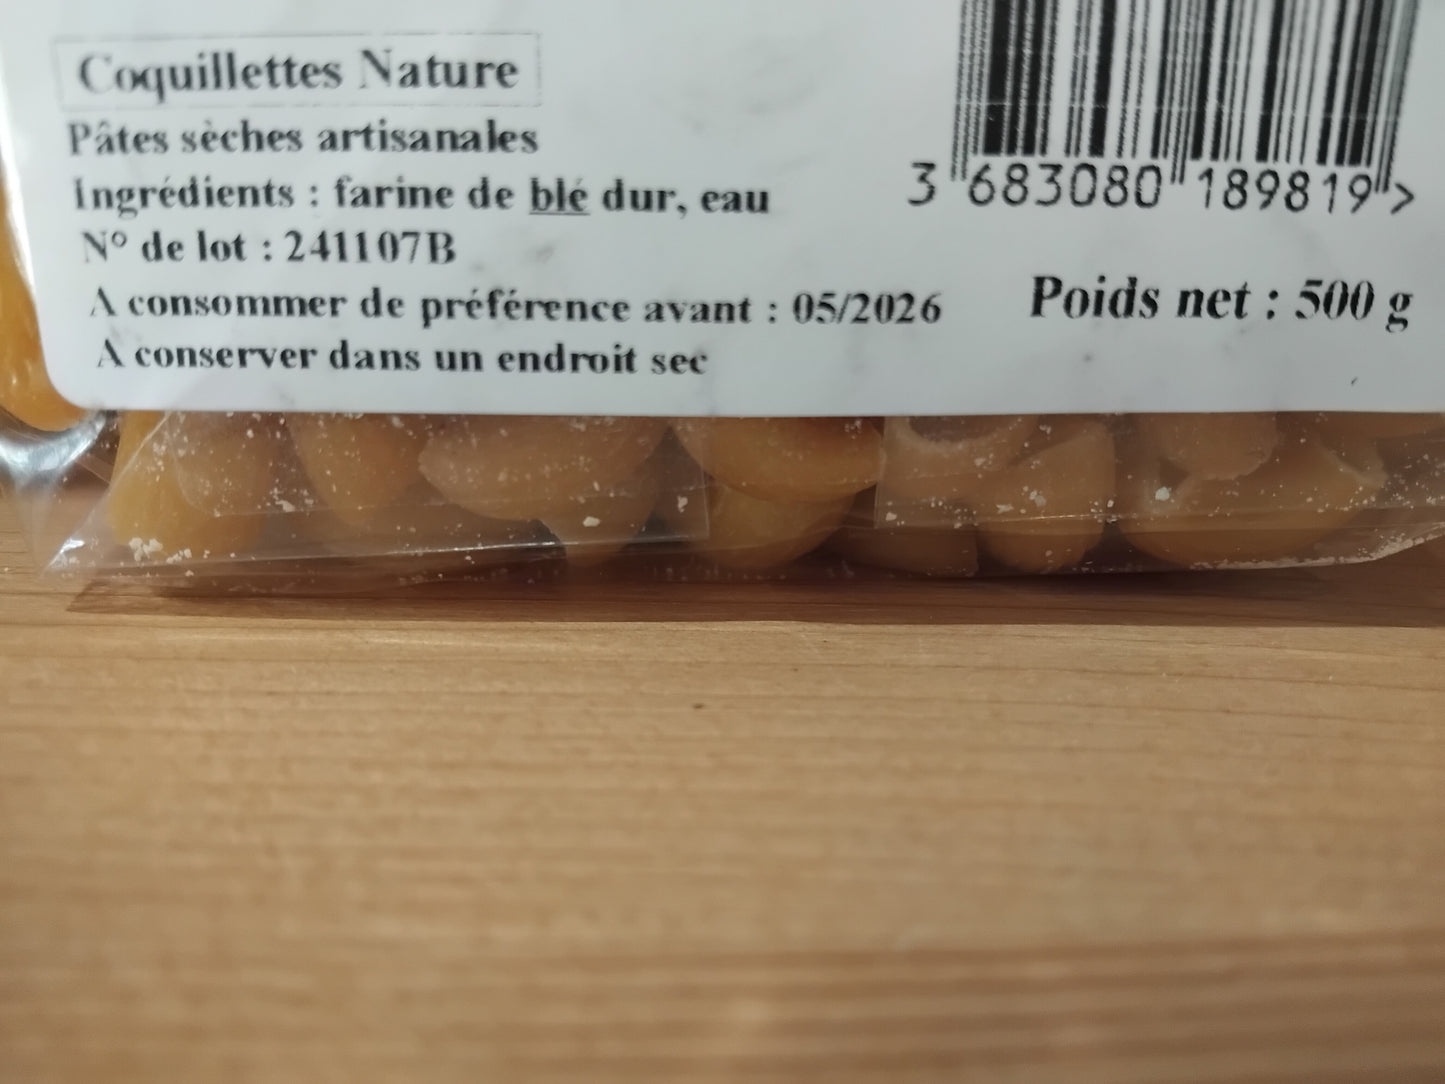 Coquillettes Nature
Pâtes sèches artisanales
Ingrédients : farine de blé dur, eau
N° de lot : 241107B
A consommer de préférence avant : 05/2026
A conserver dans un endroit sec
3 683080 189819 >
Poids net : 500 g